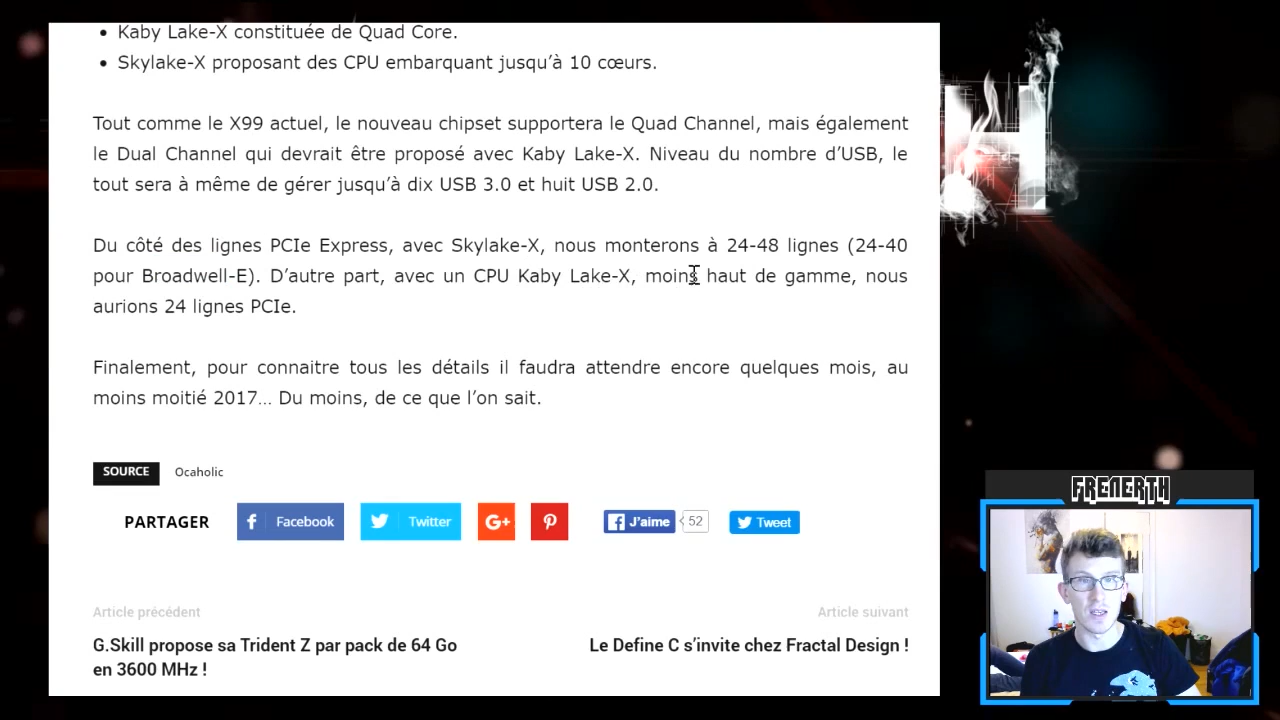 Kaby Lake-X constituée de Quad Core.
Skylake-X proposant des CPU embarquant jusqu’à 10 cœurs.
Tout comme le X99 actuel, le nouveau chipset supportera le Quad Channel, mais également
le Dual Channel qui devrait être proposé avec Kaby Lake-X. Niveau du nombre d’USB, le
tout sera à même de gérer jusqu’à dix USB 3.0 et huit USB 2.0.
Du côté des lignes PCIe Express, avec Skylake-X, nous monterons à 24-48 lignes (24-40
pour Broadwell-E). D’autre part, avec un CPU Kaby Lake-X, moins haut de gamme, nous
aurions 24 lignes PCIe.
Finalement, pour connaitre tous les détails il faudra attendre encore quelques mois, au
moins moitié 2017... Du moins, de ce que l’on sait.
SOURCE Ocaholic
PARTAGER Facebook Twitter G+ J'aime 52 Tweet
Article précédent
Article suivant
G.Skill propose sa Trident Z par pack de 64 Go
en 3600 MHz !
Le Define C s’invite chez Fractal Design !
FRENERTH